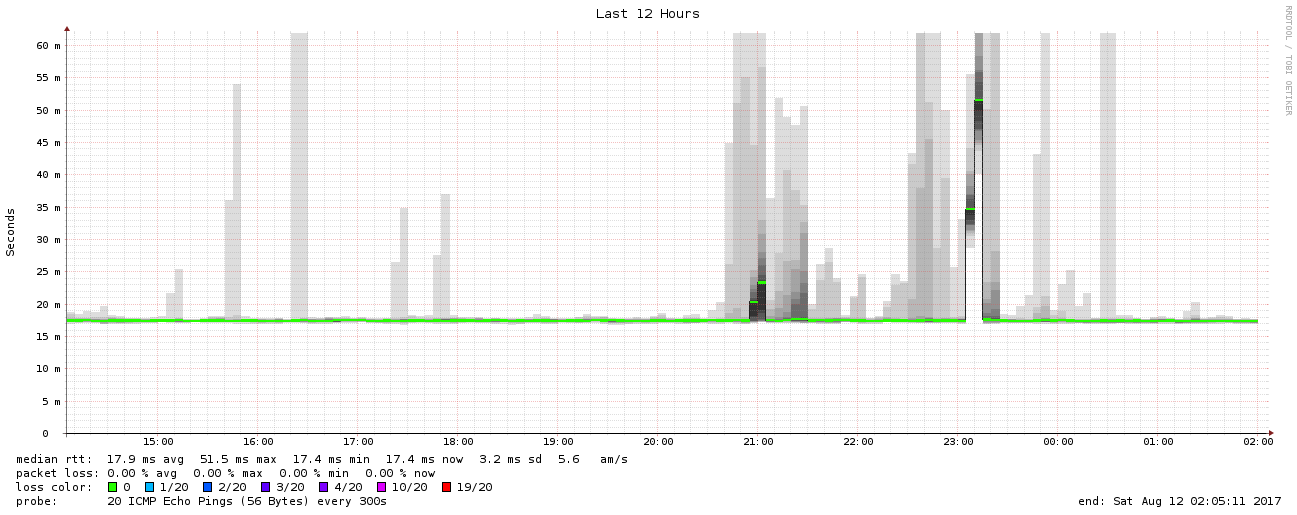 Last 12 Hours
RRDTOOL / TOBI OETIKER
Seconds
60 m
55 m
50 m
45 m
40 m
35 m
30 m
25 m
20 m
15 m
10 m
5 m
0
15:00 16:00 17:00 18:00 19:00 20:00 21:00 22:00 23:00 00:00 01:00 02:00
median rtt: 17.9 ms avg 51.5 ms max 17.4 ms min 17.4 ms now 3.2 ms sd 5.6 am/s
packet loss: 0.00 % avg 0.00 % max 0.00 % min 0.00 % now
loss color: 0 1/20 2/20 3/20 4/20 10/20 19/20
probe: 20 ICMP Echo Pings (56 Bytes) every 300s end: Sat Aug 12 02:05:11 2017